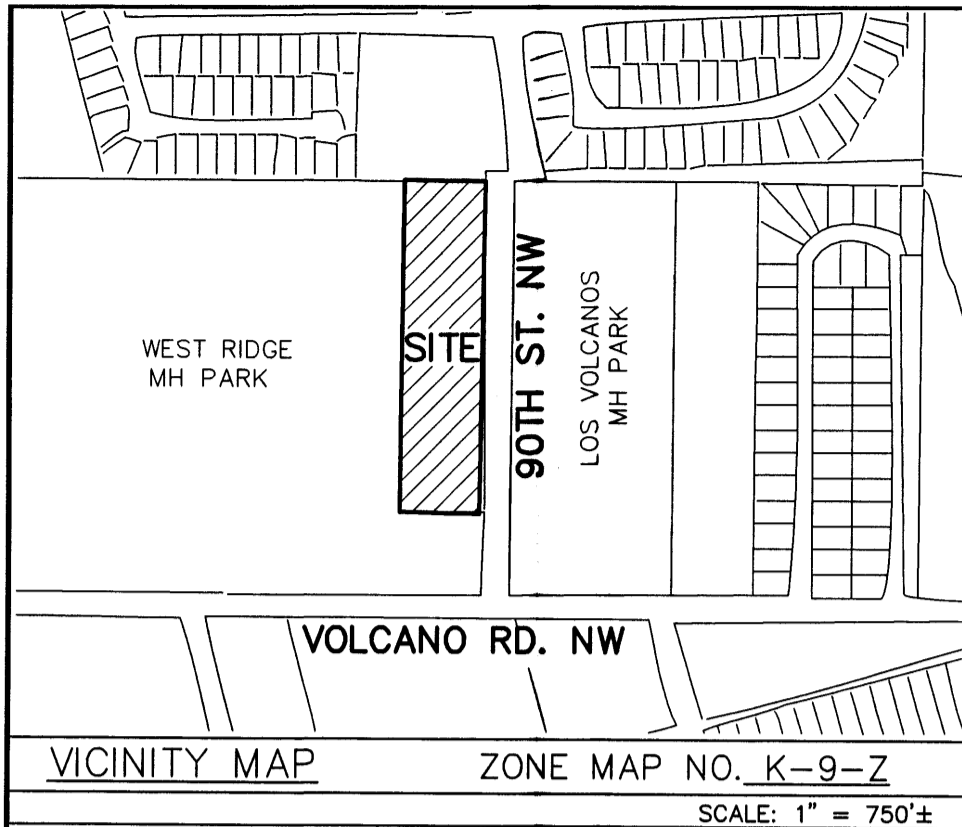 WEST RIDGE
MH PARK
SITE
90TH ST. NW
LOS VOLCANOS
MH PARK
VOLCANO RD. NW
VICINITY MAP
ZONE MAP NO. K-9-Z
SCALE: 1" = 750'±